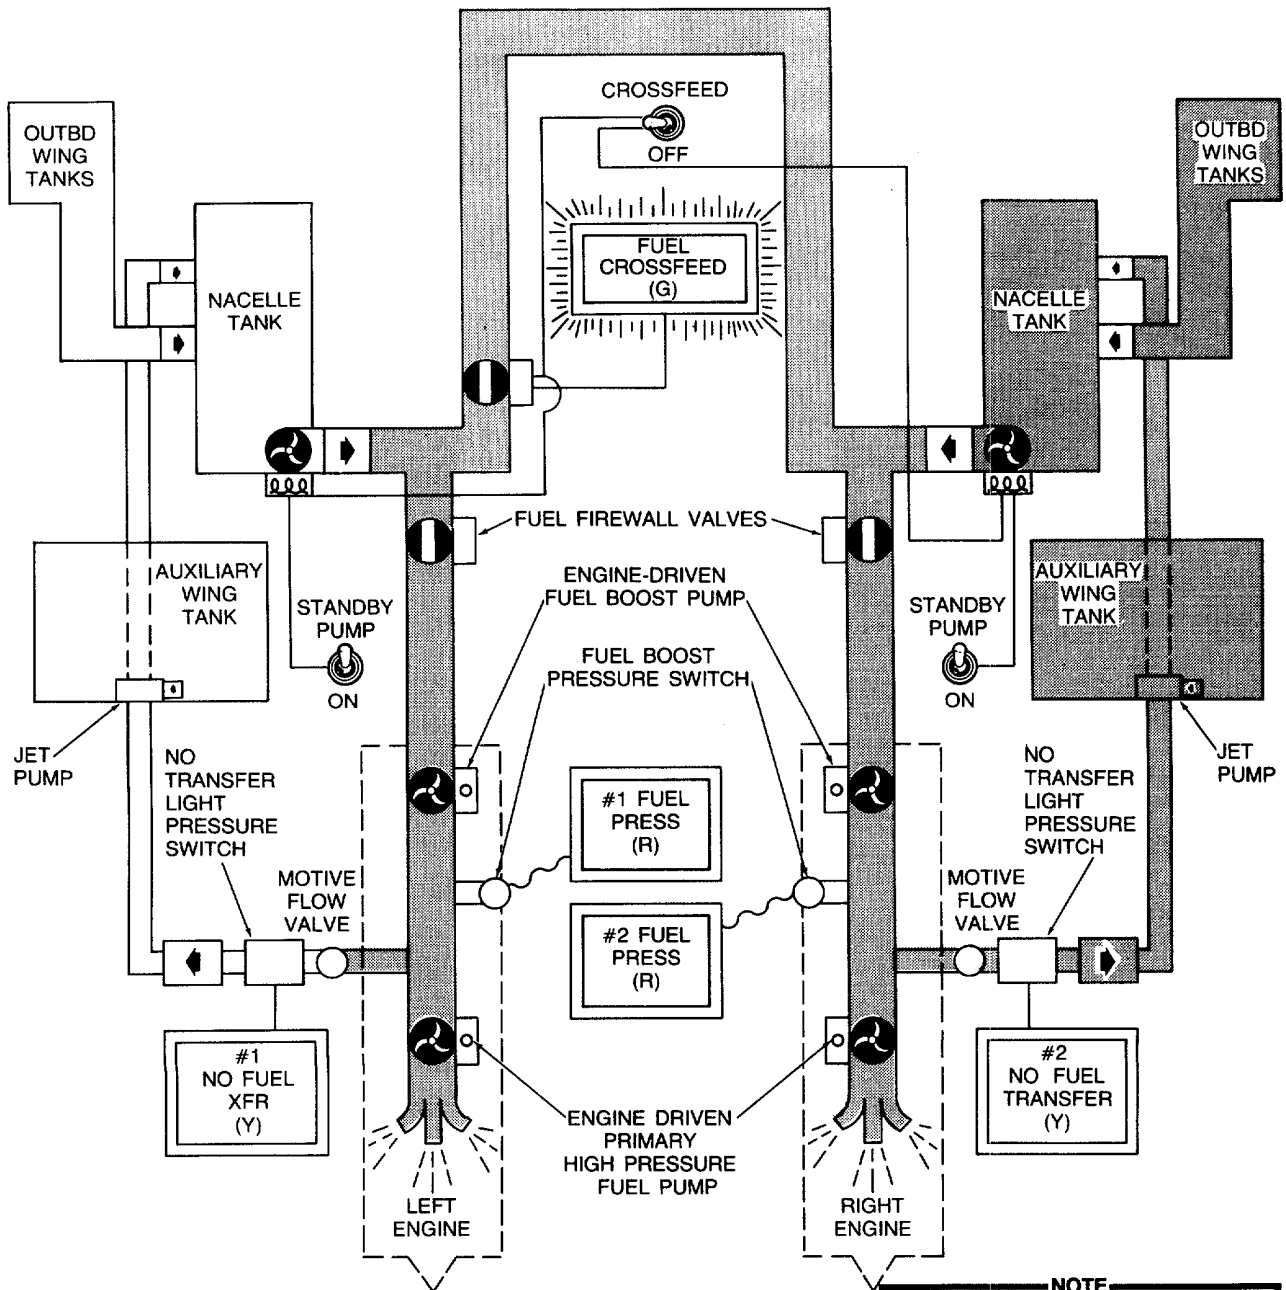 CROSSFEED
OFF
OUTBD
WING
TANKS
OUTBD
WING
TANKS
FUEL
CROSSFEED
(G)
NACELLE
TANK
NACELLE
TANK
FUEL FIREWALL VALVES
AUXILIARY
WING
TANK
ENGINE-DRIVEN
FUEL BOOST PUMP
AUXILIARY
WING
TANK
STANDBY
PUMP
ON
STANDBY
PUMP
ON
FUEL BOOST
PRESSURE SWITCH
JET
PUMP
NO
TRANSFER
LIGHT
PRESSURE
SWITCH
NO
TRANSFER
LIGHT
PRESSURE
SWITCH
JET
PUMP
#1 FUEL
PRESS
(R)
MOTIVE
FLOW
VALVE
MOTIVE
FLOW
VALVE
#2 FUEL
PRESS
(R)
#1
NO FUEL
XFR
(Y)
#2
NO FUEL
TRANSFER
(Y)
ENGINE DRIVEN
PRIMARY
HIGH PRESSURE
FUEL PUMP
LEFT
ENGINE
RIGHT
ENGINE
NOTE